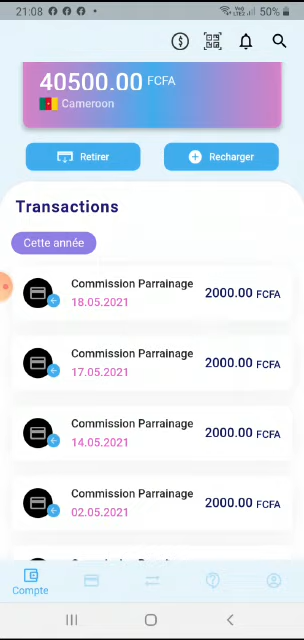 21:08
50%
40500.00 FCFA
Cameroon
Retirer
Recharger
Transactions
Cette année
Commission Parrainage
2000.00 FCFA
18.05.2021
Commission Parrainage
2000.00 FCFA
17.05.2021
Commission Parrainage
2000.00 FCFA
14.05.2021
Commission Parrainage
2000.00 FCFA
02.05.2021
Compte